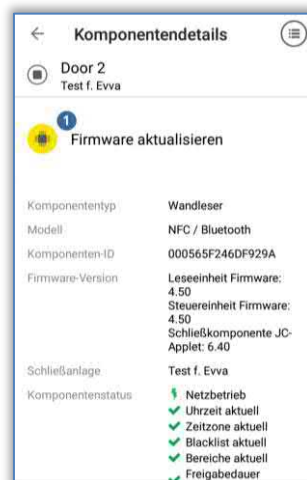 Komponentendetails
Door 2
Test f. Evva
1
Firmware aktualisieren
Komponententyp Wandleser
Modell NFC / Bluetooth
Komponenten-ID 000565F246DF929A
Firmware-Version Leseeinheit Firmware:
4.50
Steuereinheit Firmware:
4.50
Schließkomponente JC-
Applet: 6.40
Schließanlage Test f. Evva
Komponentenstatus Netzbetrieb
Uhrzeit aktuell
Zeitzone aktuell
Blacklist aktuell
Bereiche aktuell
Freigabedauer